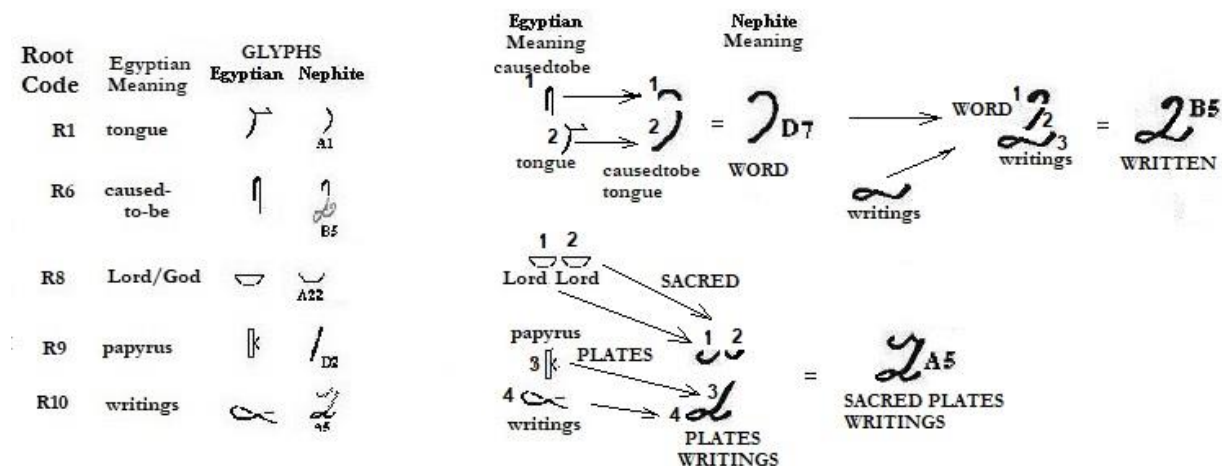 Root Code
Egyptian Meaning
GLYPHS
Egyptian Nephite
R1 tongue A1
R6 caused-to-be B5
R8 Lord/God A22
R9 papyrus D2
R10 writings A5
Egyptian Meaning
Nephite Meaning
causedtobe
1 1
2 2
tongue
causedtobe tongue
= D7
WORD
WORD 1
2
3
writings
writings
= B5
WRITTEN
1 2
Lord Lord
SACRED
1 2
papyrus
3
PLATES
3
4
writings
4
PLATES WRITINGS
= A5
SACRED PLATES
WRITINGS